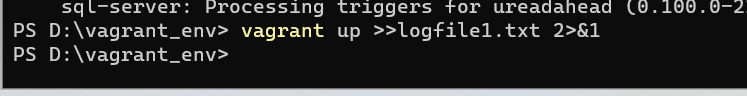 sql-server: Processing triggers for ureadahead (0.100.0-2
PS D:\vagrant_env> vagrant up >>logfile1.txt 2>&1
PS D:\vagrant_env>